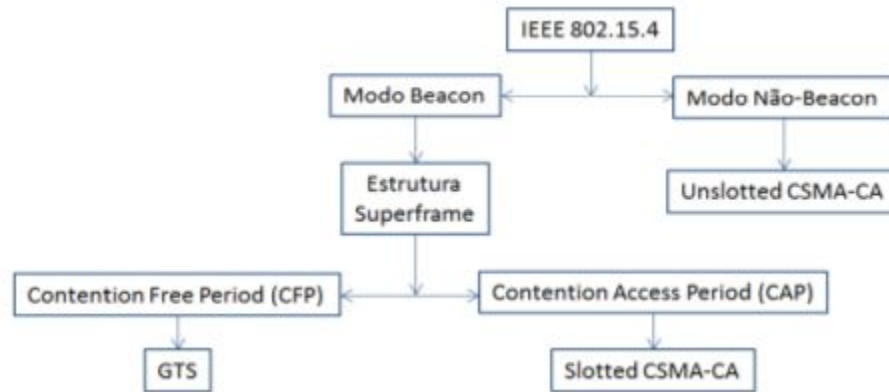 IEEE 802.15.4
Modo Beacon
Modo Não-Beacon
Estrutura
Superframe
Unslotted CSMA-CA
Contention Free Period (CFP)
Contention Access Period (CAP)
GTS
Slotted CSMA-CA